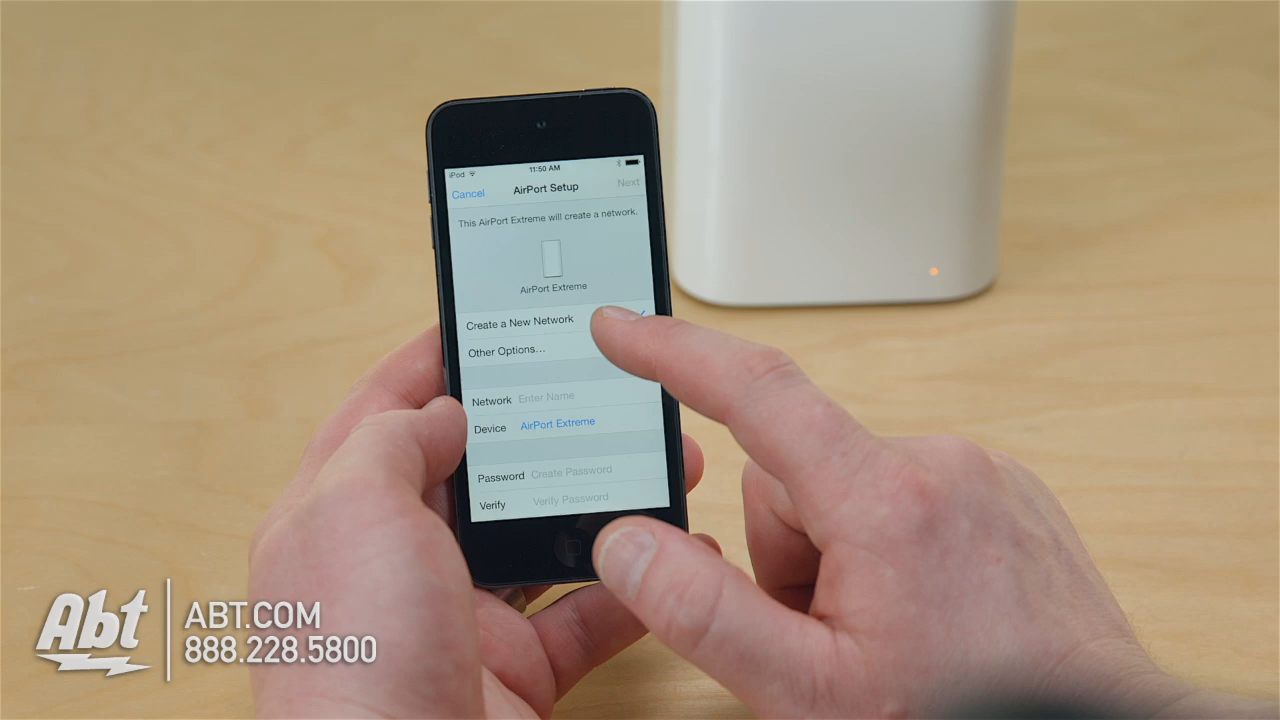 iPod 11:50 AM
Cancel AirPort Setup Next
This AirPort Extreme will create a network.
AirPort Extreme
Create a New Network
Other Options...
Network Enter Name
Device AirPort Extreme
Password Create Password
Verify Verify Password
Abt
ABT.COM
888.228.5800